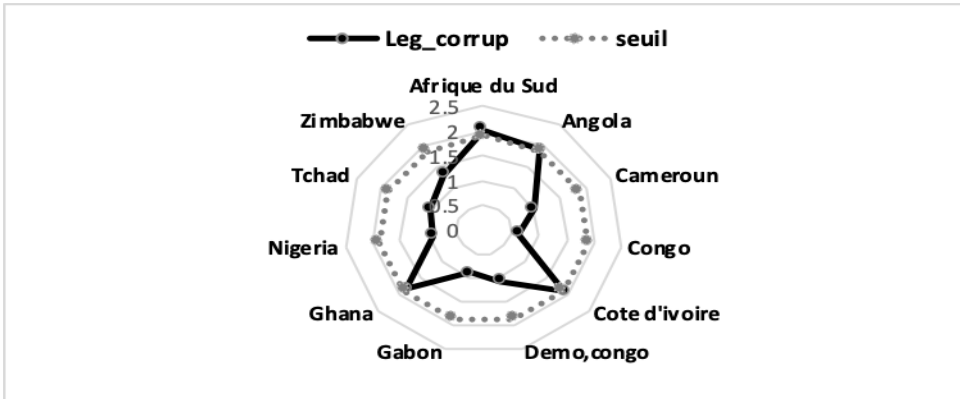 Leg_corrup seuil
Afrique du Sud
2.5
Zimbabwe Angola
2
1.5
Tchad 1 Cameroun
0.5
0
Nigeria Congo
Ghana Cote d'ivoire
Gabon Demo,congo